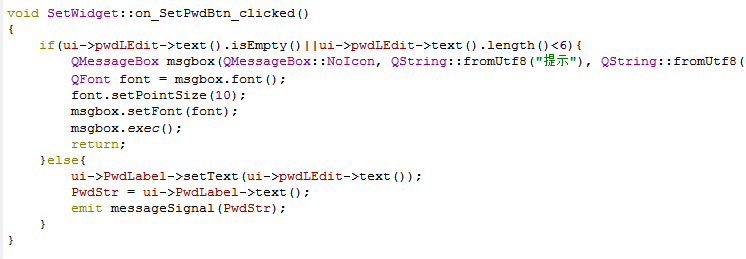 void SetWidget::on_SetPwdBtn_clicked()
{
    if(ui->pwdLEdit->text().isEmpty()||ui->pwdLEdit->text().length()<6){
        QMessageBox msgbox(QMessageBox::NoIcon, QString::fromUtf8("提示"), QString::fromUtf8(
        QFont font = msgbox.font();
        font.setPointSize(10);
        msgbox.setFont(font);
        msgbox.exec();
        return;
    }else{
        ui->PwdLabel->setText(ui->pwdLEdit->text());
        PwdStr = ui->PwdLabel->text();
        emit messageSignal(PwdStr);
    }
}